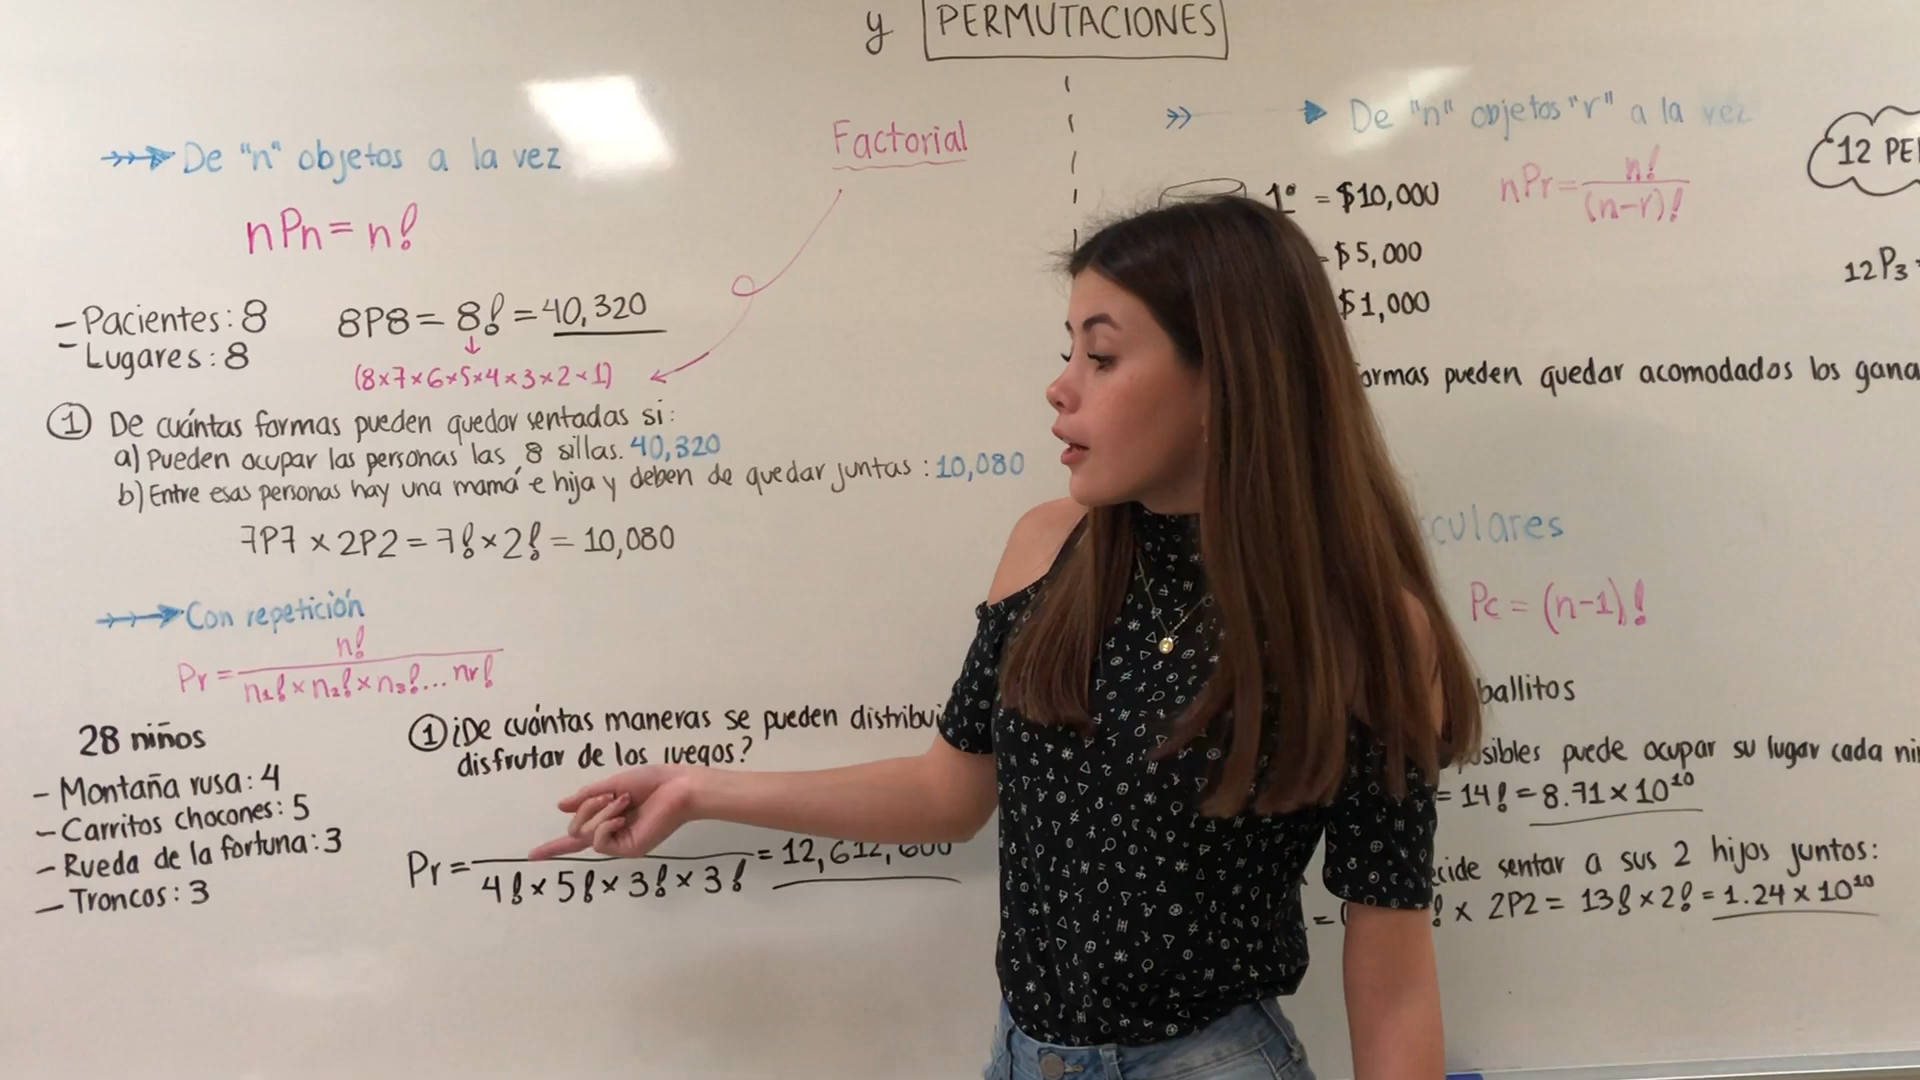 y PERMUTACIONES
De "n" objetos a la vez
nPn = n!
Factorial
- Pacientes: 8
- Lugares: 8
8P8 = 8! = 40,320
(8×7×6×5×4×3×2×1)
① De cuántas formas pueden quedar sentadas si:
a) Pueden ocupar las personas las 8 sillas. 40,320
b) Entre esas personas hay una mamá e hija y deben de quedar juntas: 10,080
7P7 × 2P2 = 7! × 2! = 10,080
Con repetición
Pr = n! / n₁! × n₂! × n₃!... nr!
28 niños
- Montaña rusa: 4
- Carritos chocones: 5
- Rueda de la fortuna: 3
- Troncos: 3
① ¿De cuántas maneras se pueden distribui
disfrutar de los juegos?
Pr = 4! × 5! × 3! × 3! = 12,612,600
De "n" objetos "r" a la vez
nPr = n! / (n-r)!
1º = $10,000
$5,000
$1,000
12 PE
12P3
ormas pueden quedar acomodados los gana
culares
Pc = (n-1)!
ballitos
sibles puede ocupar su lugar cada ni
= 14! = 8.71 × 10¹⁰
cide sentar a sus 2 hijos juntos:
! × 2P2 = 13! × 2! = 1.24 × 10¹⁰